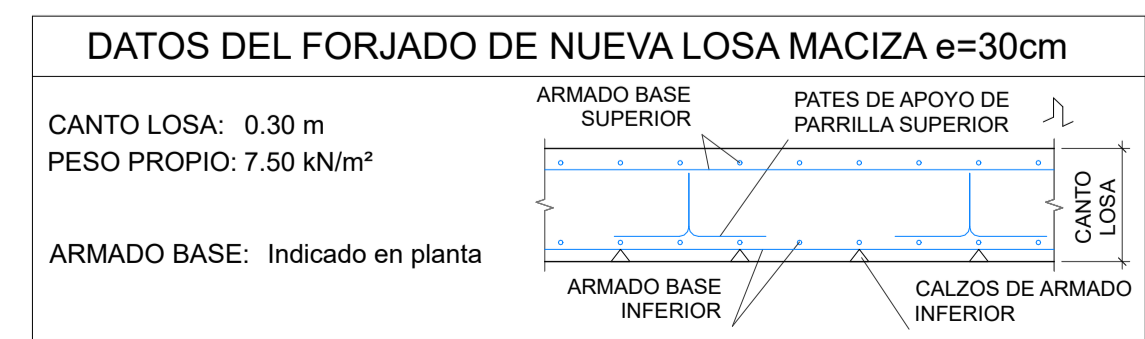 DATOS DEL FORJADO DE NUEVA LOSA MACIZA e=30cm
CANTO LOSA: 0.30 m
PESO PROPIO: 7.50 kN/m²
ARMADO BASE: Indicado en planta
ARMADO BASE
SUPERIOR
PATES DE APOYO DE
PARRILLA SUPERIOR
CANTO
LOSA
ARMADO BASE
INFERIOR
CALZOS DE ARMADO
INFERIOR